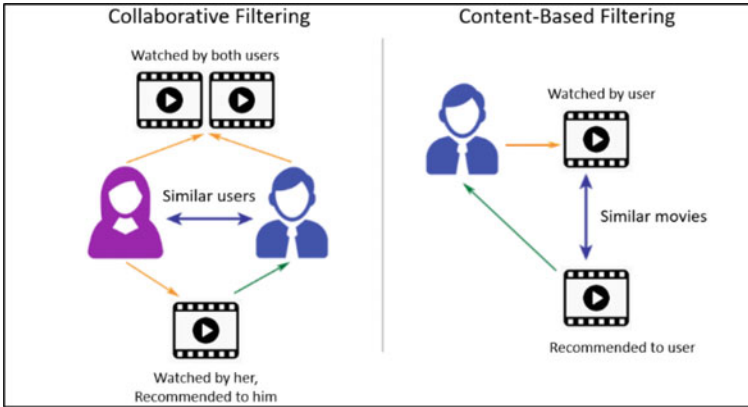 Collaborative Filtering
Watched by both users
Similar users
Watched by her,
Recommended to him
Content-Based Filtering
Watched by user
Similar movies
Recommended to user